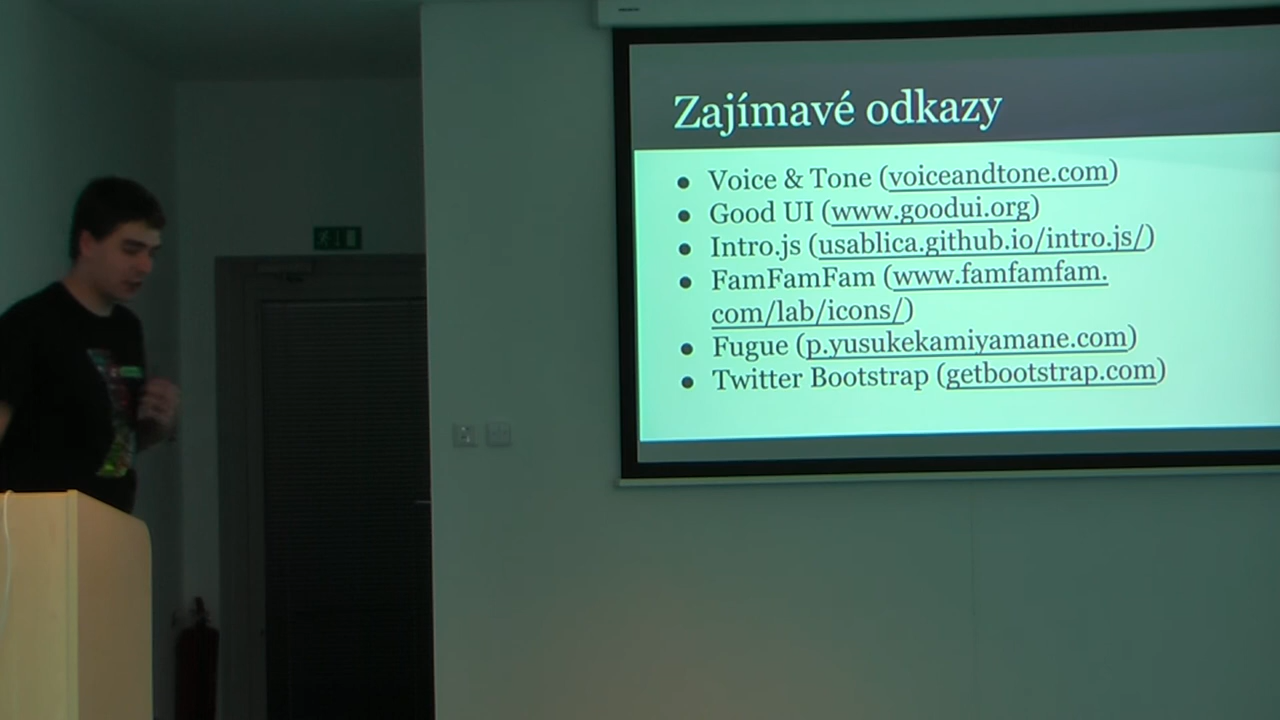 Zajímavé odkazy
● Voice & Tone (voiceandtone.com)
● Good UI (www.goodui.org)
● Intro.js (usablica.github.io/intro.js/)
● FamFamFam (www.famfamfam.
com/lab/icons/)
● Fugue (p.yusukekamiyamane.com)
● Twitter Bootstrap (getbootstrap.com)